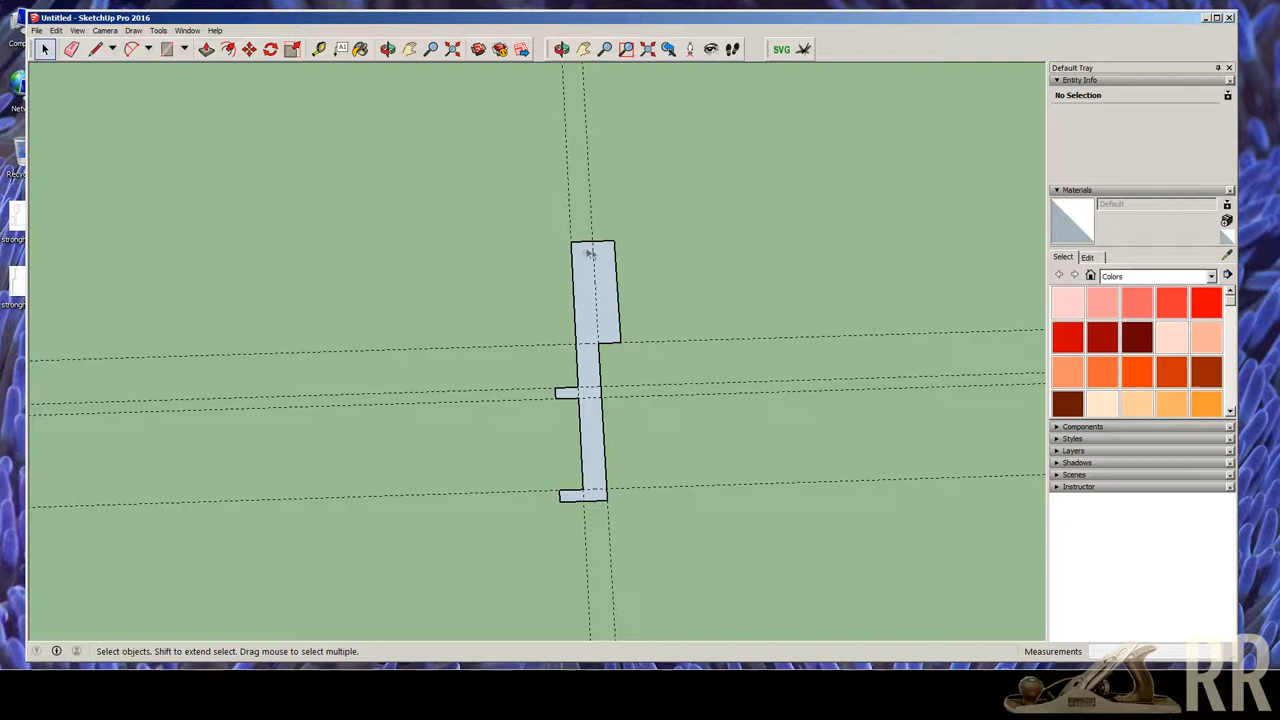 Untitled - SketchUp Pro 2016
File Edit View Camera Draw Tools Window Help
SVG
Default Tray
Entity Info
No Selection
Materials
Default
Select Edit
Colors
Components
Styles
Layers
Shadows
Scenes
Instructor
Select objects. Shift to extend select. Drag mouse to select multiple.
Measurements
RR